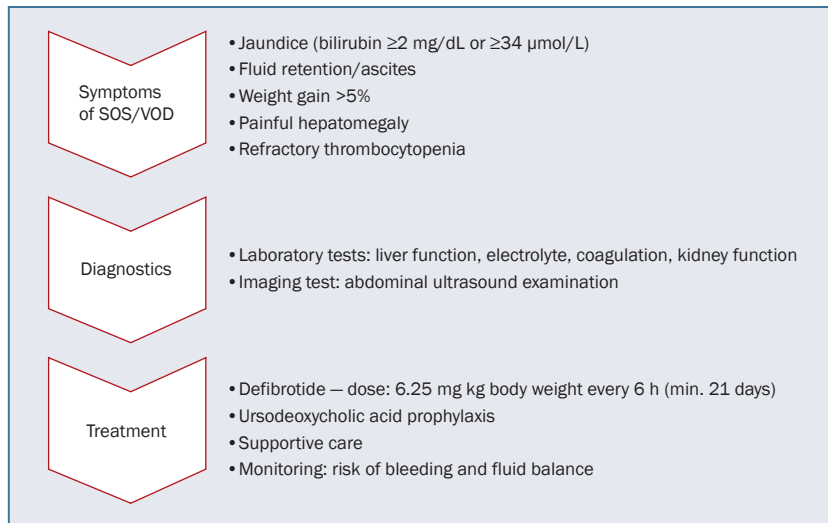 Symptoms
of SOS/VOD
• Jaundice (bilirubin ≥2 mg/dL or ≥34 µmol/L)
• Fluid retention/ascites
• Weight gain >5%
• Painful hepatomegaly
• Refractory thrombocytopenia
Diagnostics
• Laboratory tests: liver function, electrolyte, coagulation, kidney function
• Imaging test: abdominal ultrasound examination
Treatment
• Defibrotide — dose: 6.25 mg kg body weight every 6 h (min. 21 days)
• Ursodeoxycholic acid prophylaxis
• Supportive care
• Monitoring: risk of bleeding and fluid balance